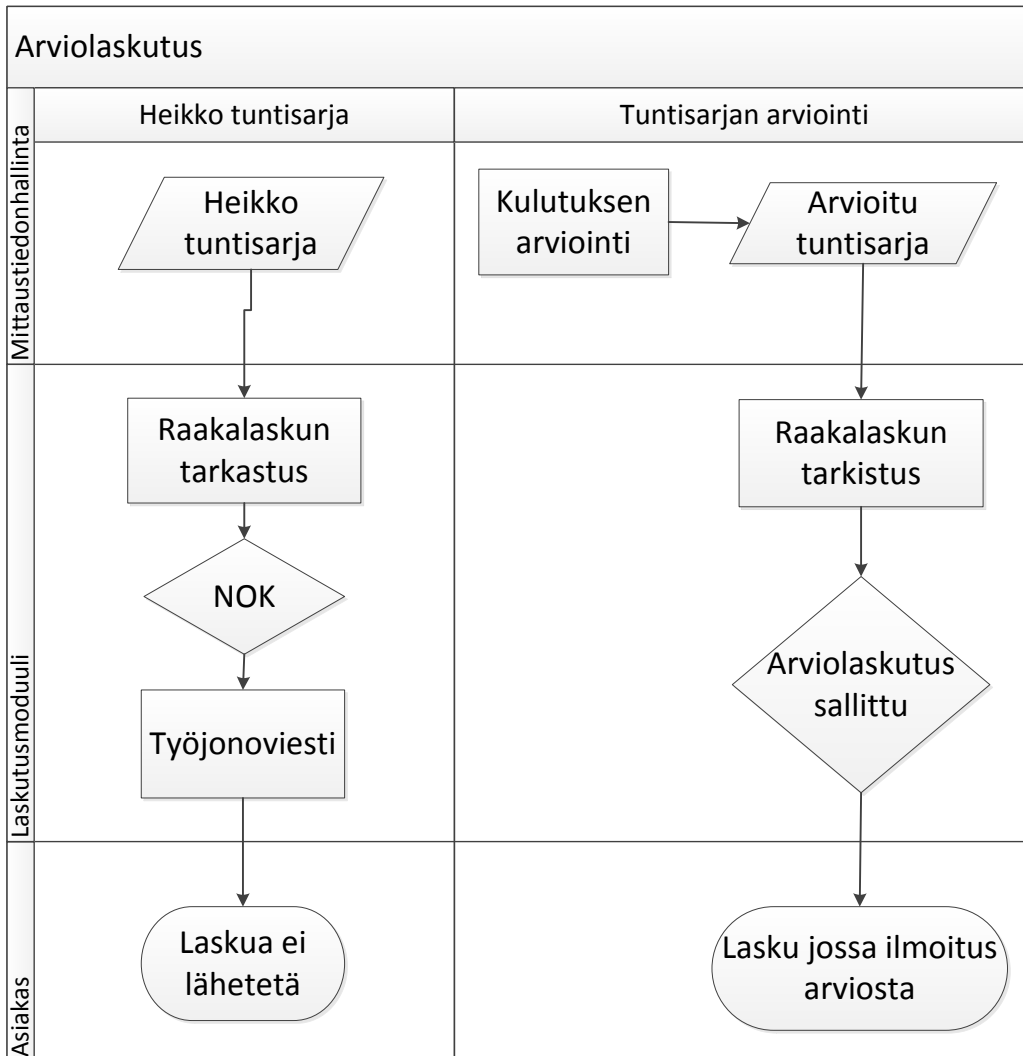 Arviolaskutus
Heikko tuntisarja
Tuntisarjan arviointi
Mittaustiedonhallinta
Heikko
tuntisarja
Kulutuksen
arviointi
Arvioitu
tuntisarja
Laskutusmoduuli
Raakalaskun
tarkastus
NOK
Työjonoviesti
Raakalaskun
tarkistus
Arviolaskutus
sallittu
Asiakas
Laskua ei
lähetetä
Lasku jossa ilmoitus
arviosta